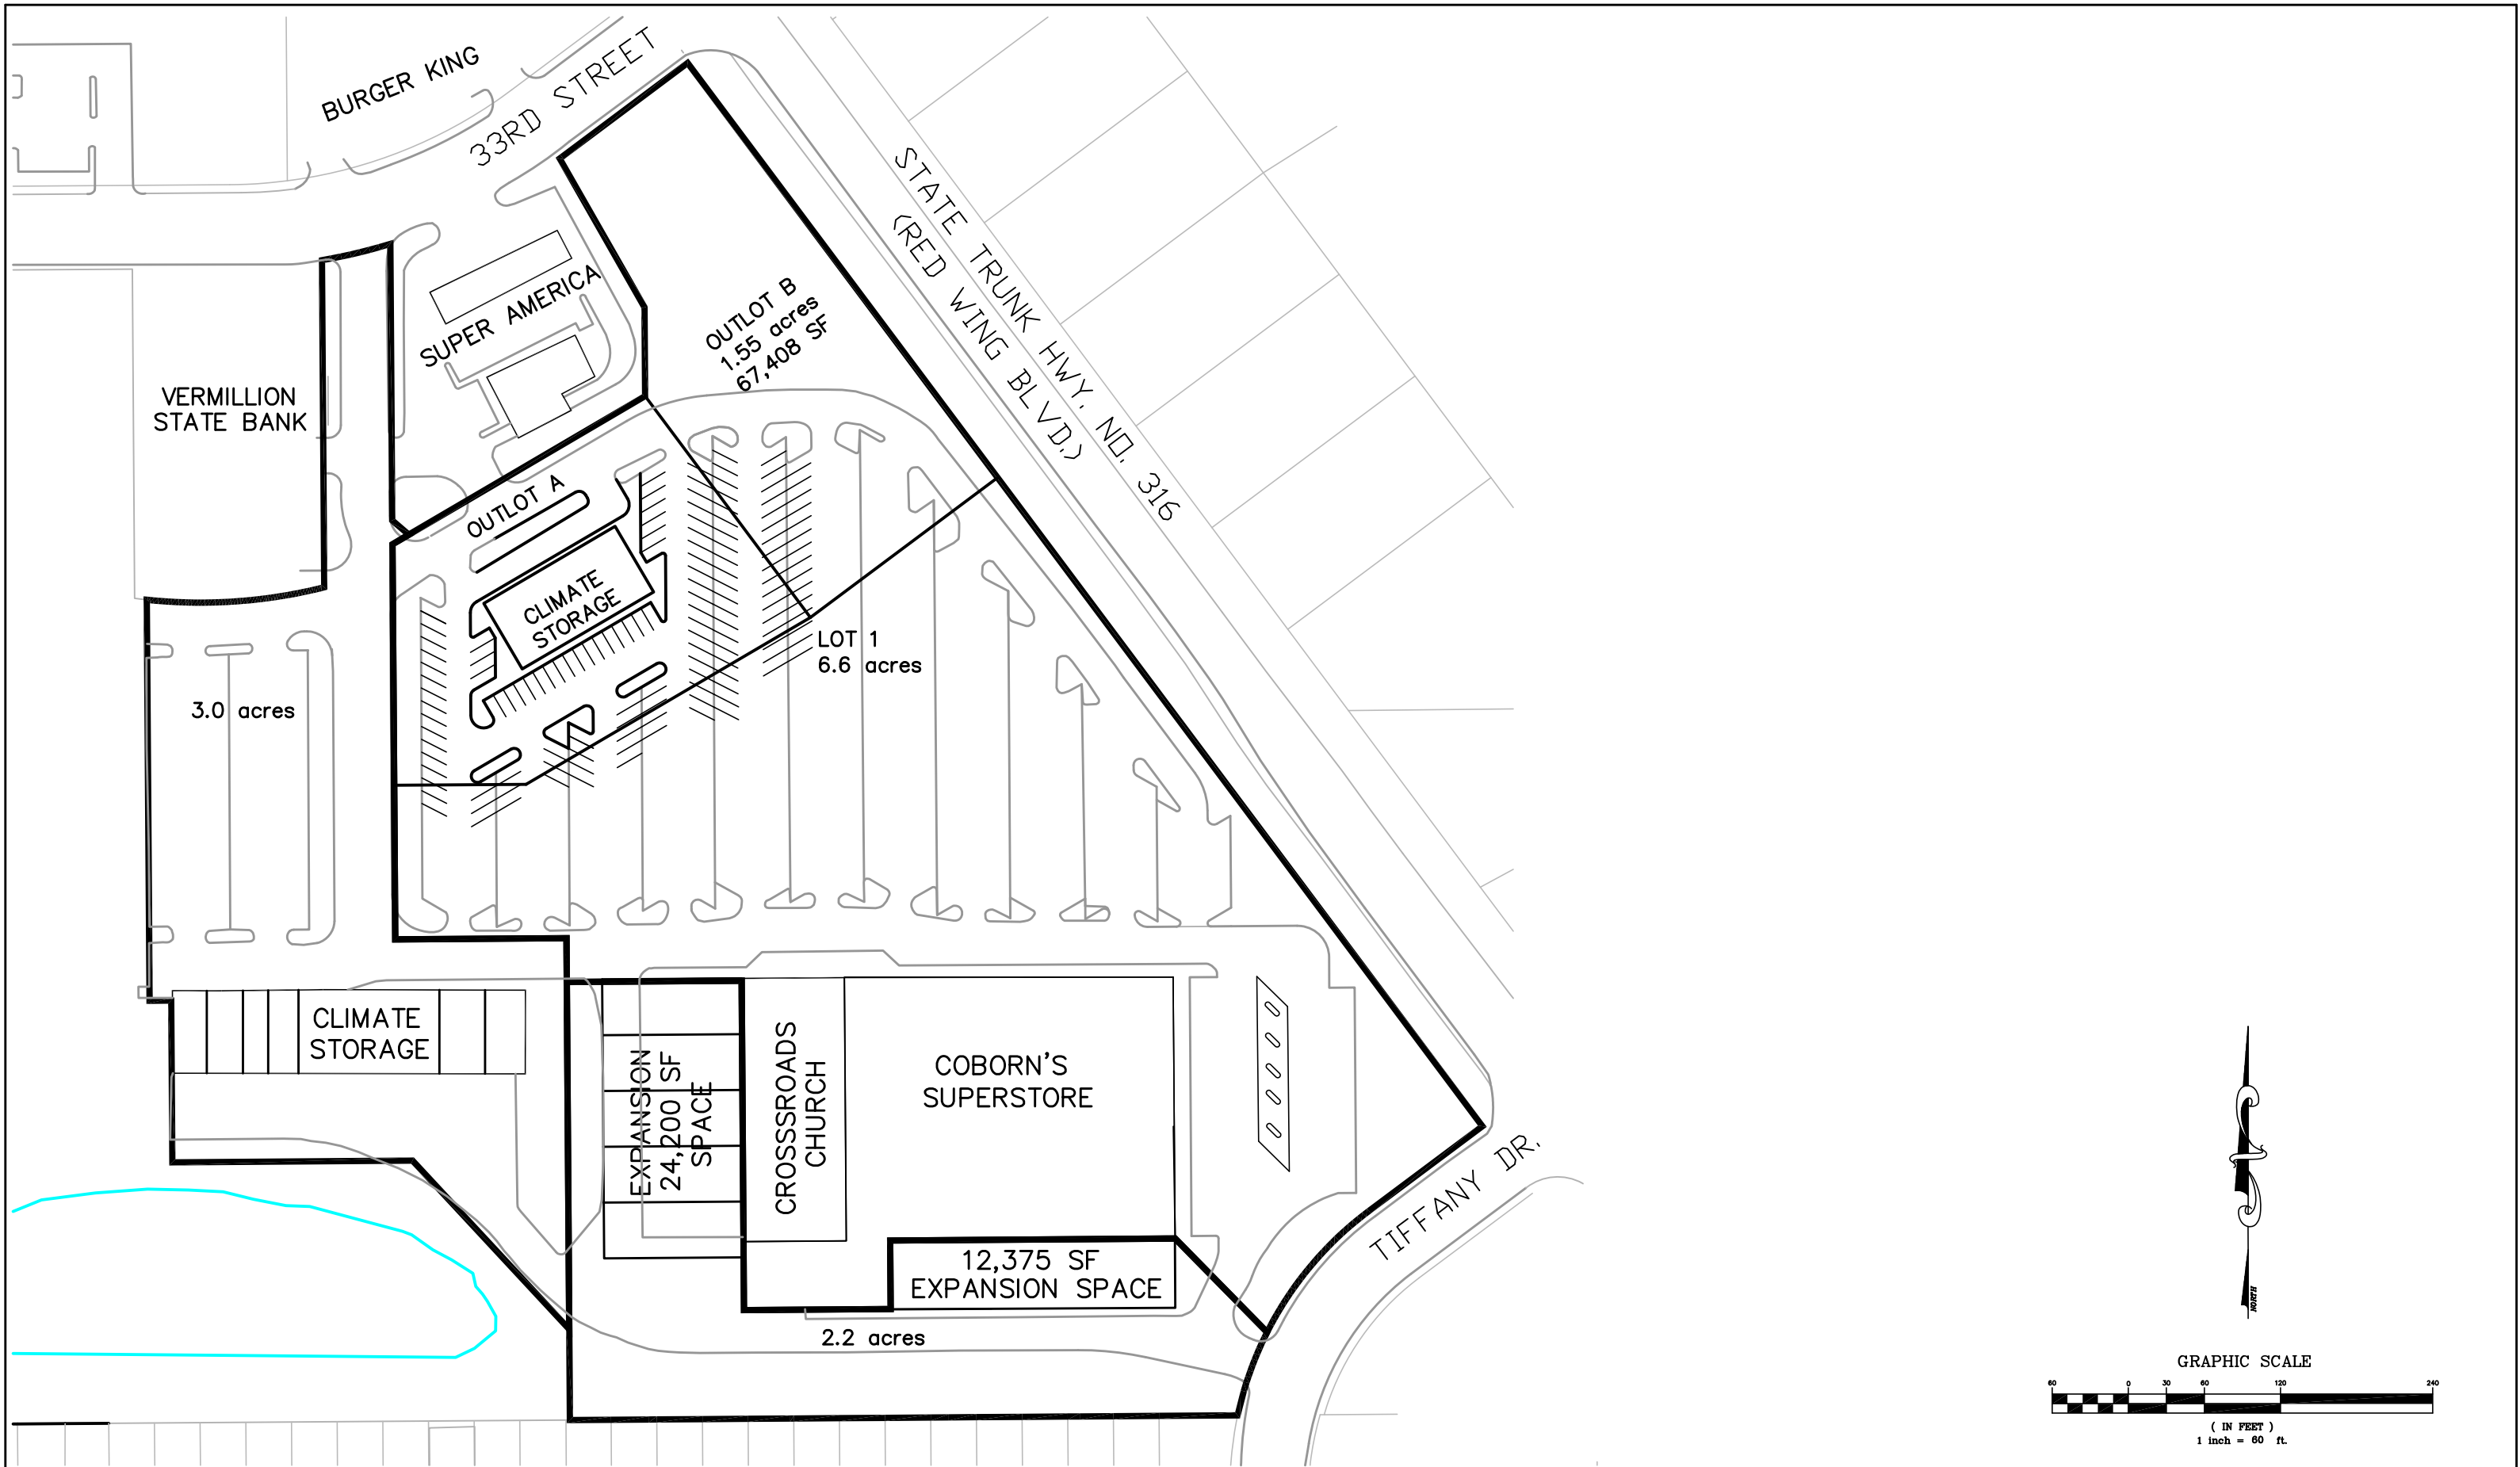 BURGER KING
33RD STREET
STATE TRUNK HWY. NO. 316
(RED WING BLVD.)
SUPER AMERICA
OUTLOT B
1.55 acres
67,408 SF
VERMILLION
STATE BANK
OUTLOT A
CLIMATE
STORAGE
LOT 1
6.6 acres
3.0 acres
CLIMATE
STORAGE
EXPANSION
24,200 SF
SPACE
CROSSSROADS
CHURCH
COBORN'S
SUPERSTORE
12,375 SF
EXPANSION SPACE
2.2 acres
TIFFANY DR.
NORTH
GRAPHIC SCALE
60 0 30 60 120 240
( IN FEET )
1 inch = 60 ft.